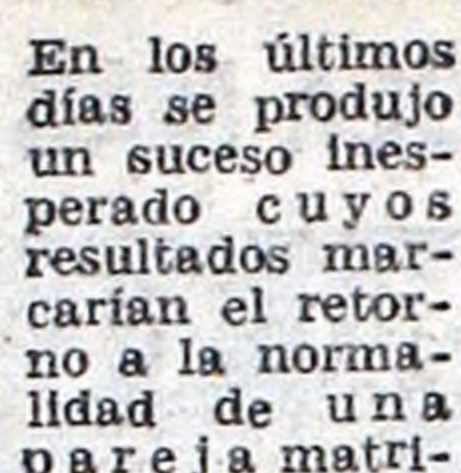 En los últimos
días se produjo
un suceso ines-
perado cuyos
resultados mar-
carían el retor-
no a la norma-
lidad de una
pareja matri-